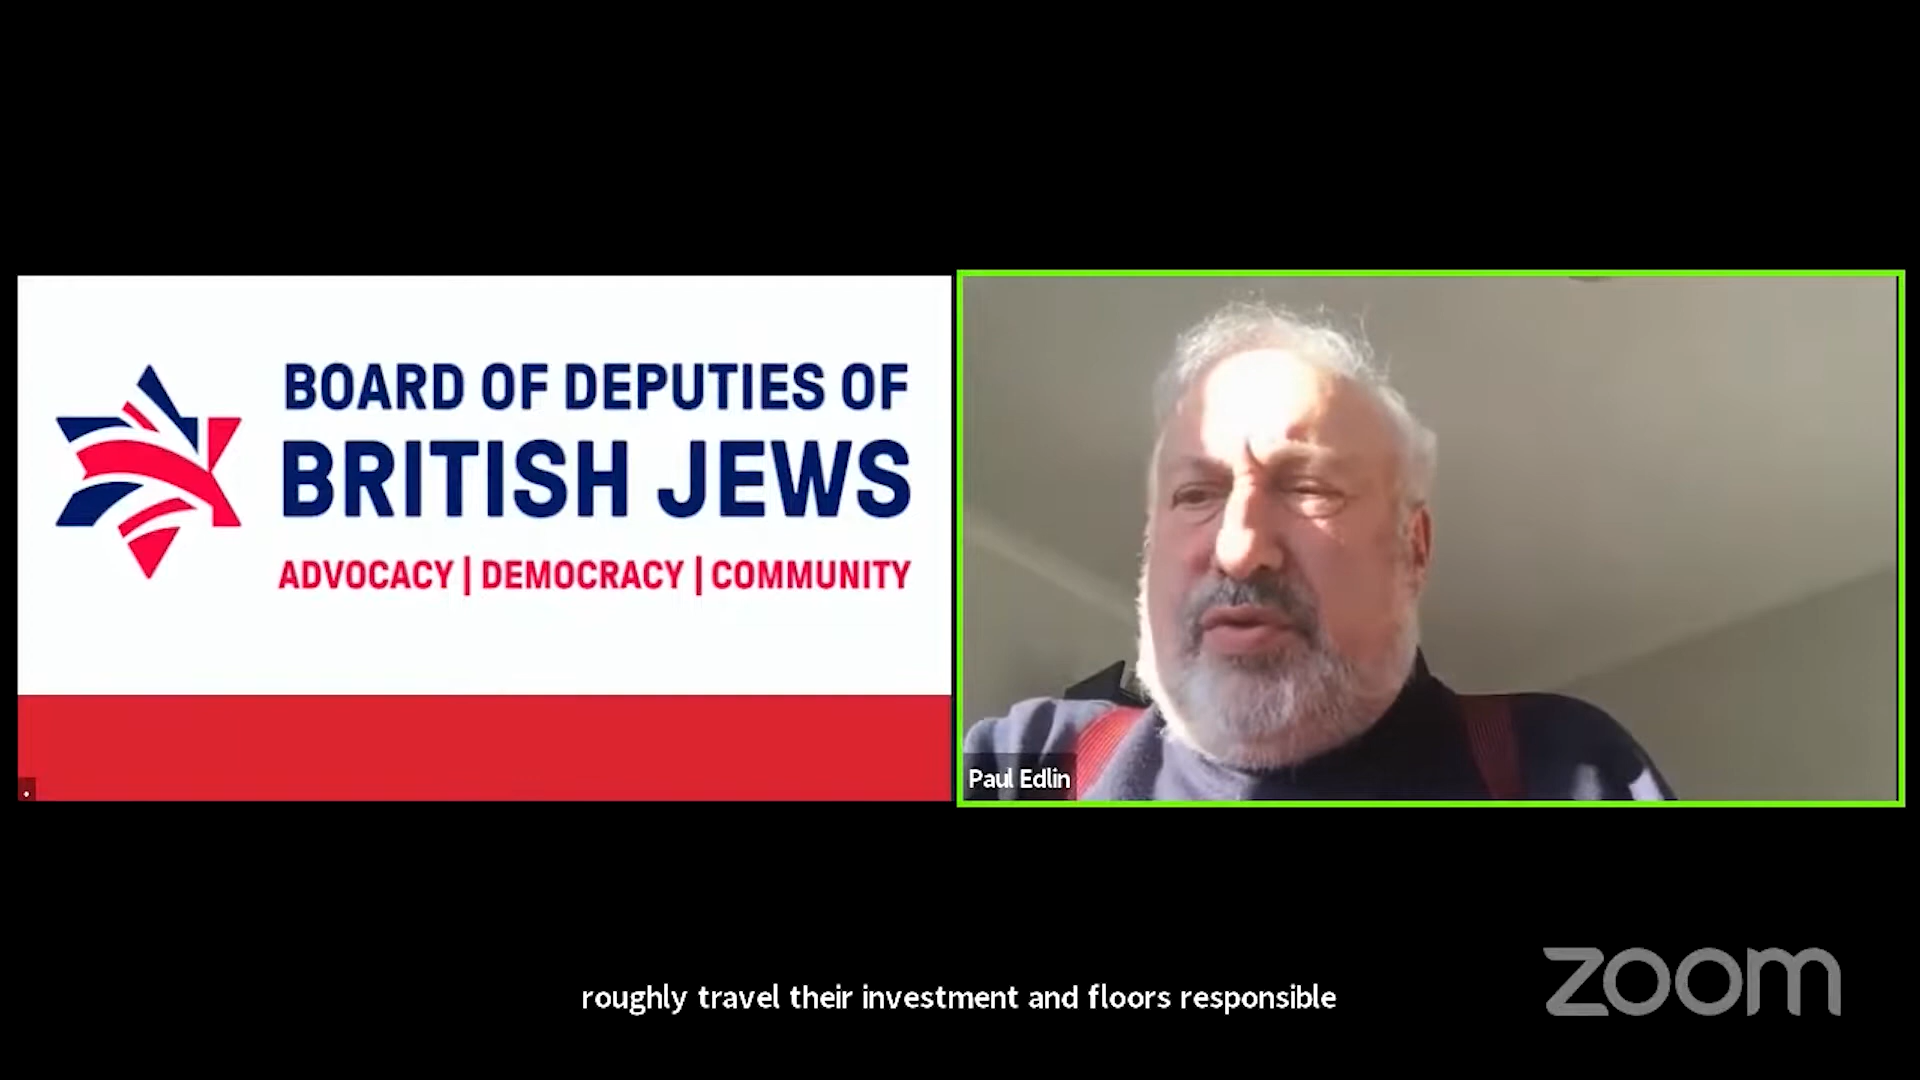 BOARD OF DEPUTIES OF
BRITISH JEWS
ADVOCACY | DEMOCRACY | COMMUNITY
Paul Edlin
roughly travel their investment and floors responsible
zoom